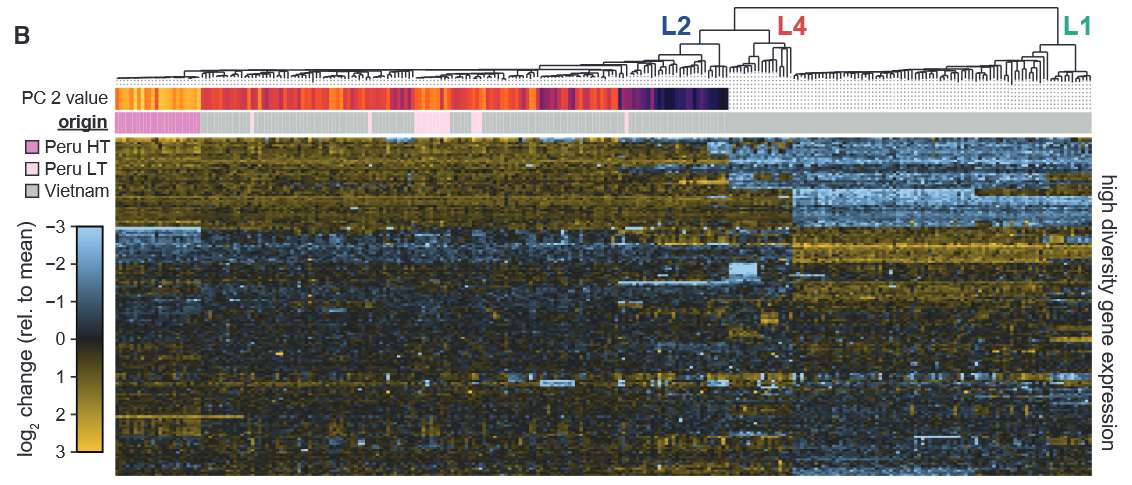 B
L2
L4
L1
PC 2 value
origin
Peru HT
Peru LT
Vietnam
−3
−2
−1
0
1
2
3
log2 change (rel. to mean)
high diversity gene expression